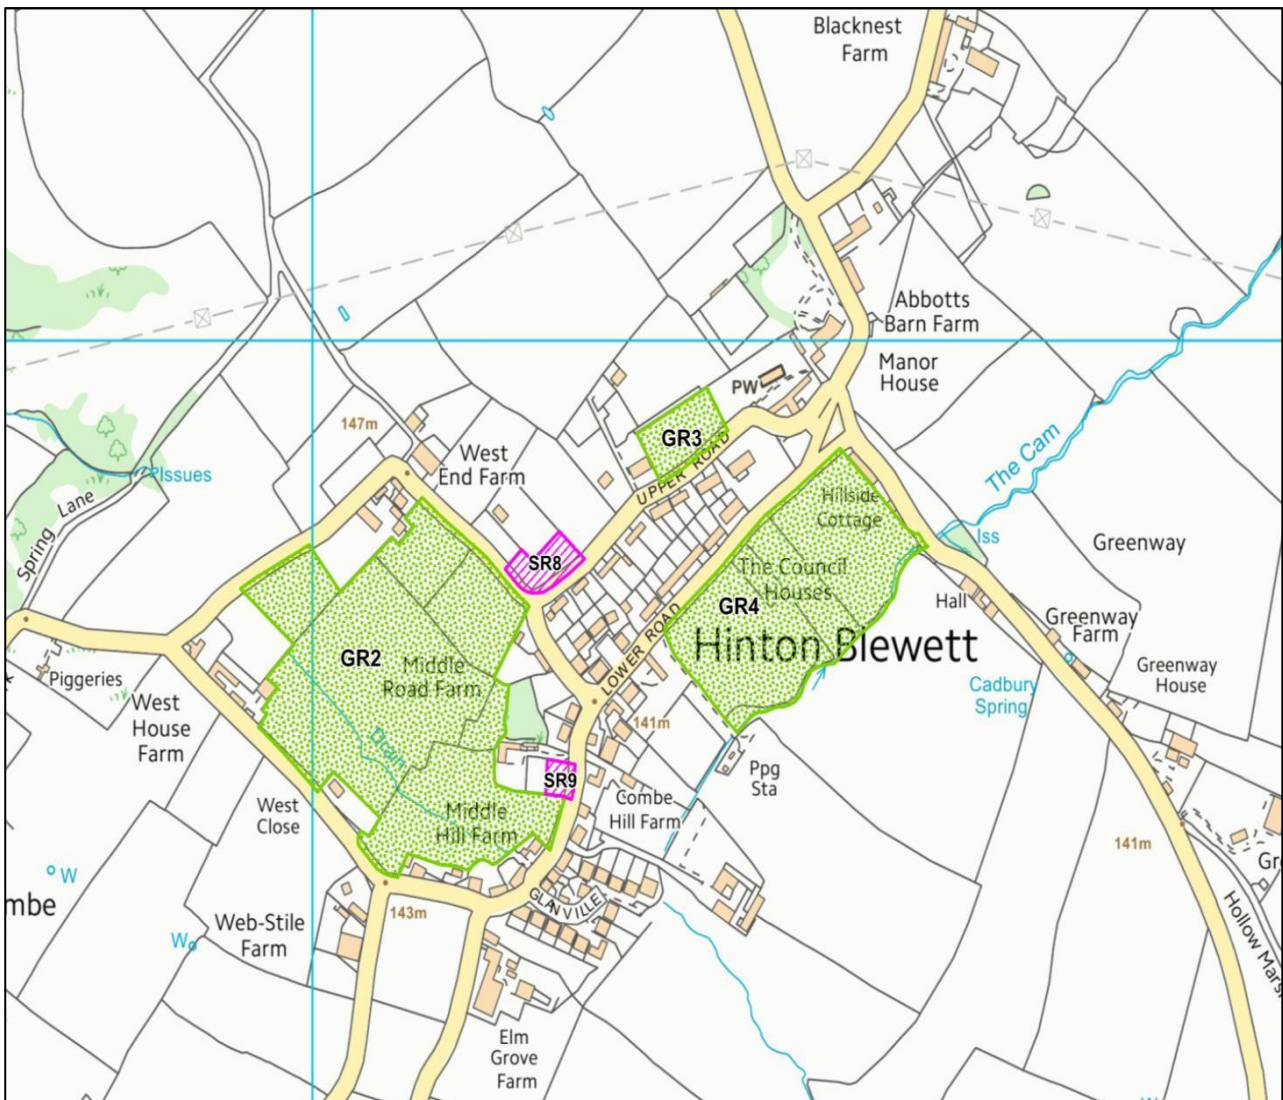 Blacknest
Farm
Abbotts
Barn Farm
Manor
House
PW
147m
West
End Farm
GR3
UPPER ROAD
The Cam
Issues
Spring Lane
SR8
Hillside
Cottage
Iss
Greenway
The Council
Houses
GR4
LOWER ROAD
Hall
Greenway
Farm
Hinton Blewett
GR2
Middle
Road Farm
Piggeries
West
House
Farm
Cadbury
Spring
Greenway
House
141m
Drain
SR9
Ppg
Sta
West
Close
Middle
Hill Farm
Combe
Hill Farm
141m
W
mbe
GLANVILLE
143m
Web-Stile
Farm
W
Hollow Mars
Gr
Elm
Grove
Farm